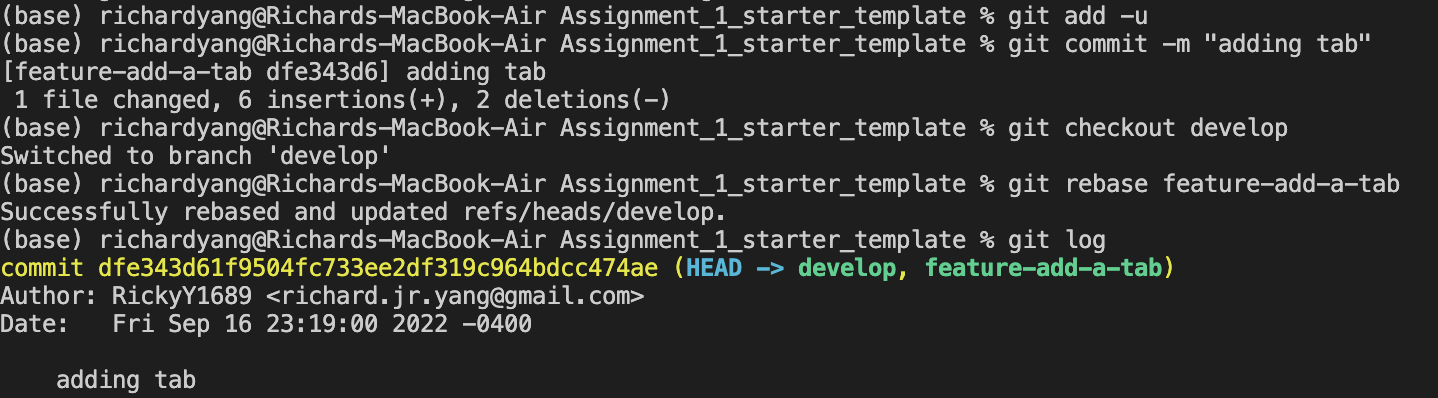 (base) richardyang@Richards-MacBook-Air Assignment_1_starter_template % git add -u
(base) richardyang@Richards-MacBook-Air Assignment_1_starter_template % git commit -m "adding tab"
[feature-add-a-tab dfe343d6] adding tab
 1 file changed, 6 insertions(+), 2 deletions(-)
(base) richardyang@Richards-MacBook-Air Assignment_1_starter_template % git checkout develop
Switched to branch 'develop'
(base) richardyang@Richards-MacBook-Air Assignment_1_starter_template % git rebase feature-add-a-tab
Successfully rebased and updated refs/heads/develop.
(base) richardyang@Richards-MacBook-Air Assignment_1_starter_template % git log
commit dfe343d61f9504fc733ee2df319c964bdcc474ae (HEAD -> develop, feature-add-a-tab)
Author: RickyY1689 <richard.jr.yang@gmail.com>
Date:   Fri Sep 16 23:19:00 2022 -0400
    adding tab